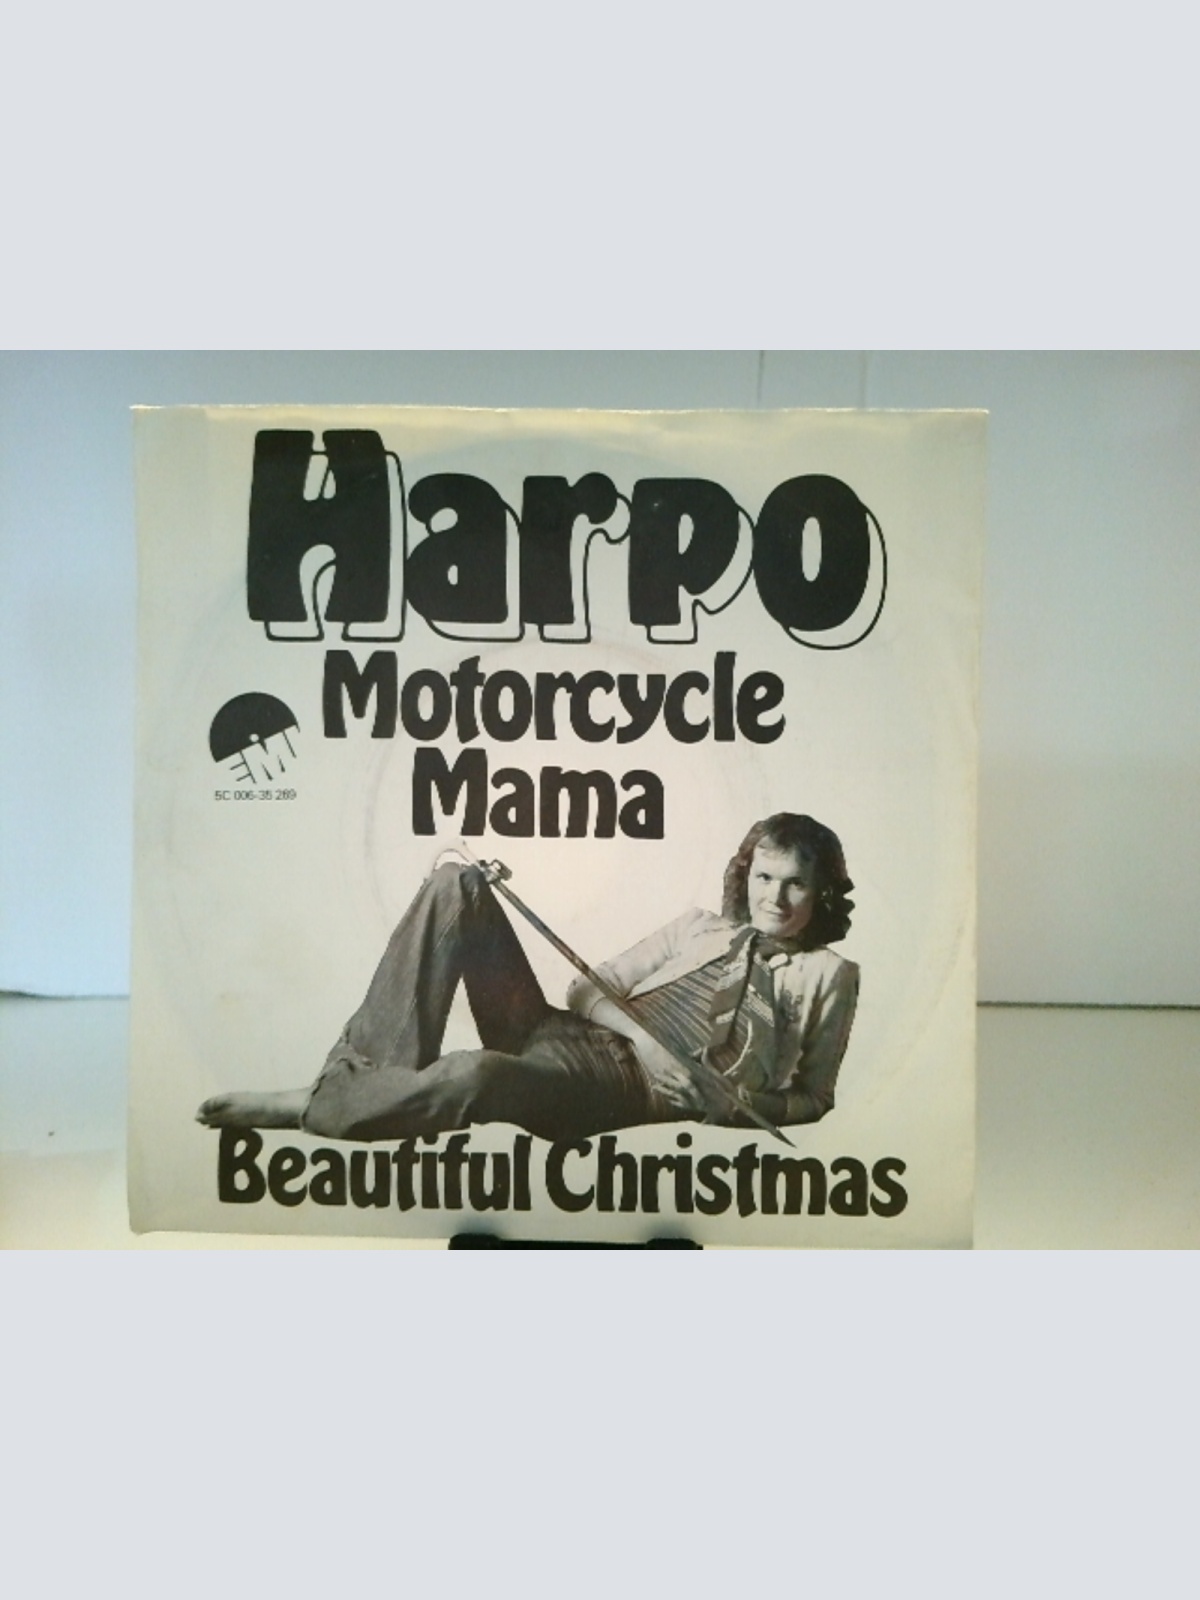 Harpo
Motorcycle
Mama
EMI
5C 006-35 289
Beautiful Christmas